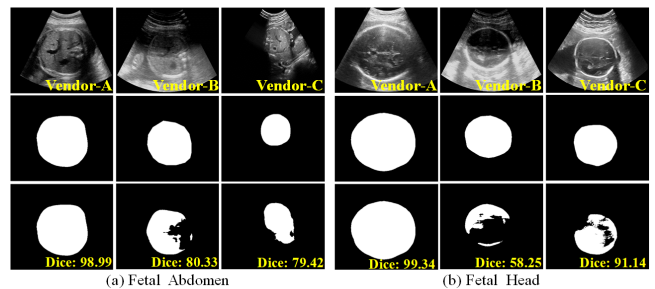 Vendor-A Vendor-B Vendor-C Vendor-A Vendor-B Vendor-C
Dice: 98.99 Dice: 80.33 Dice: 79.42 Dice: 99.34 Dice: 58.25 Dice: 91.14
(a) Fetal Abdomen (b) Fetal Head